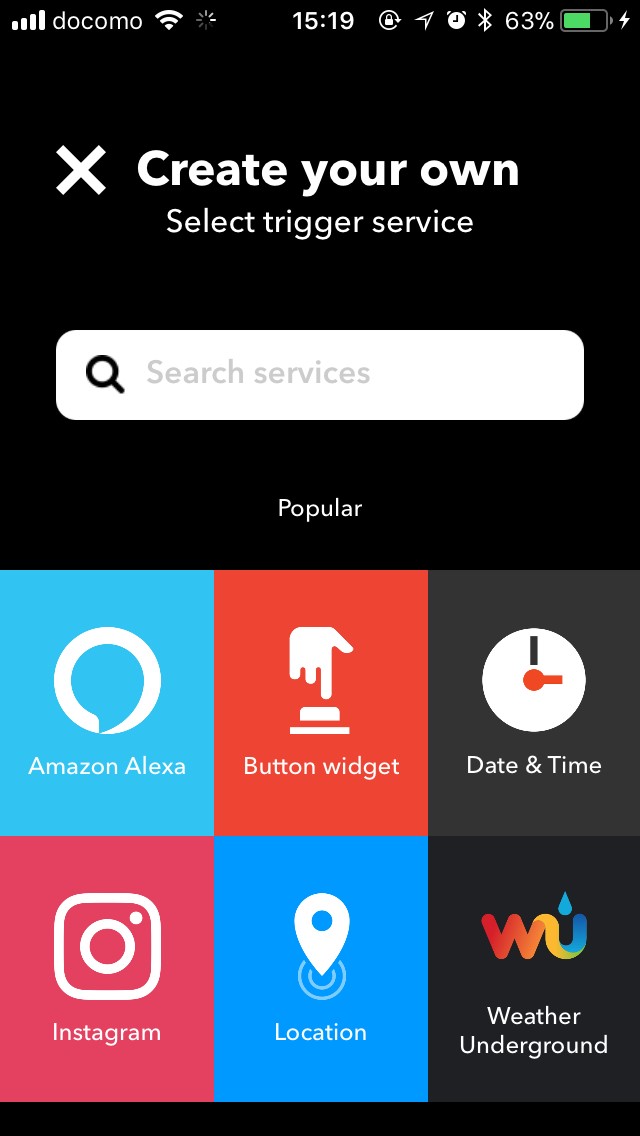 docomo 15:19 63%
Create your own
Select trigger service
Search services
Popular
Amazon Alexa
Button widget
Date & Time
Instagram
Location
Weather
Underground